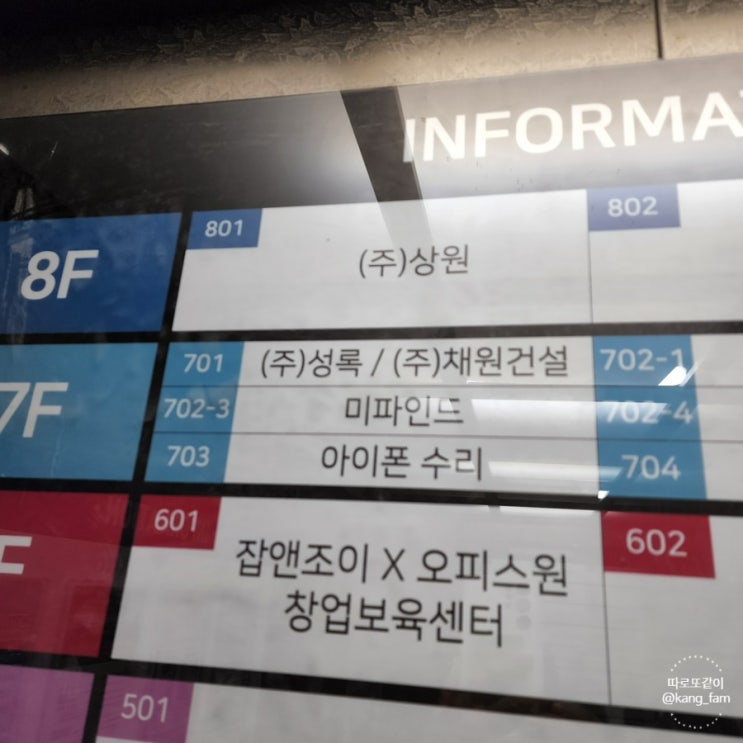 INFORMA
8F
801
(주)상원
802
7F
701
(주)성록 / (주)채원건설
702-1
702-3
미파인드
702-4
703
아이폰 수리
704
F
601
잡앤조이 X 오피스원
창업보육센터
602
501
따로또같이
@kang_fam